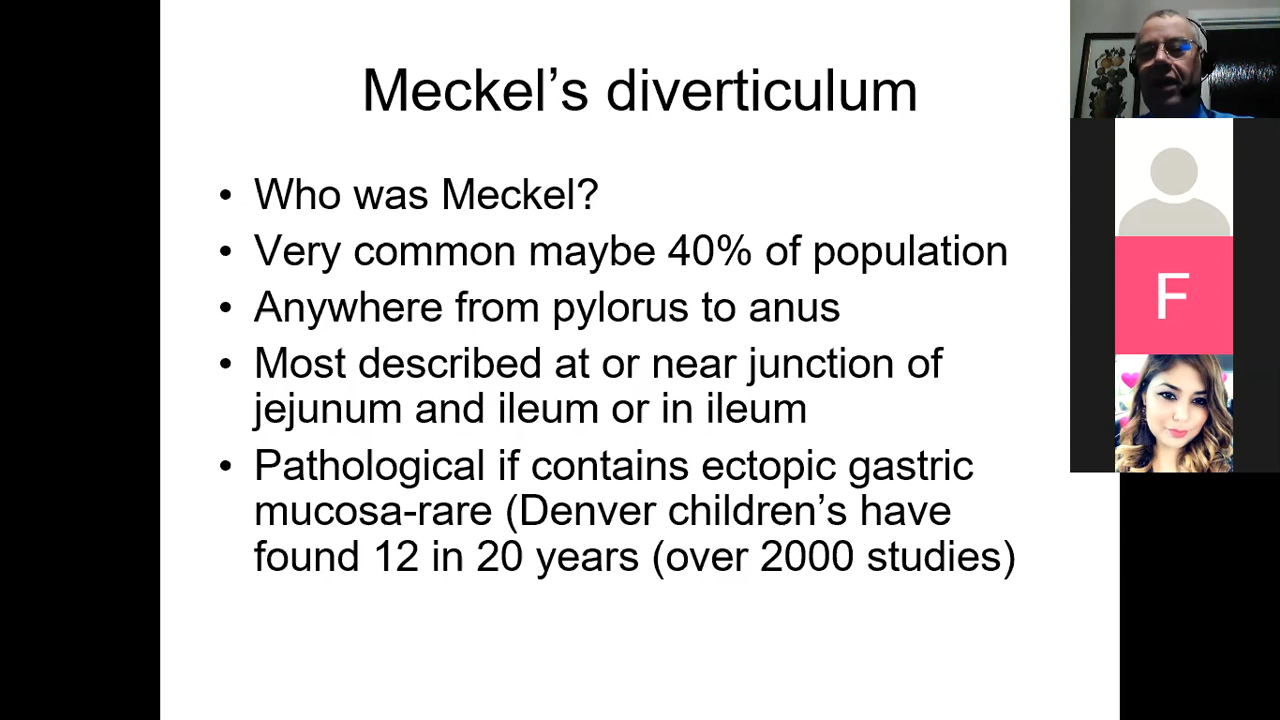 Meckel’s diverticulum
• Who was Meckel?
• Very common maybe 40% of population
• Anywhere from pylorus to anus
• Most described at or near junction of
jejunum and ileum or in ileum
• Pathological if contains ectopic gastric
mucosa-rare (Denver children’s have
found 12 in 20 years (over 2000 studies)
F